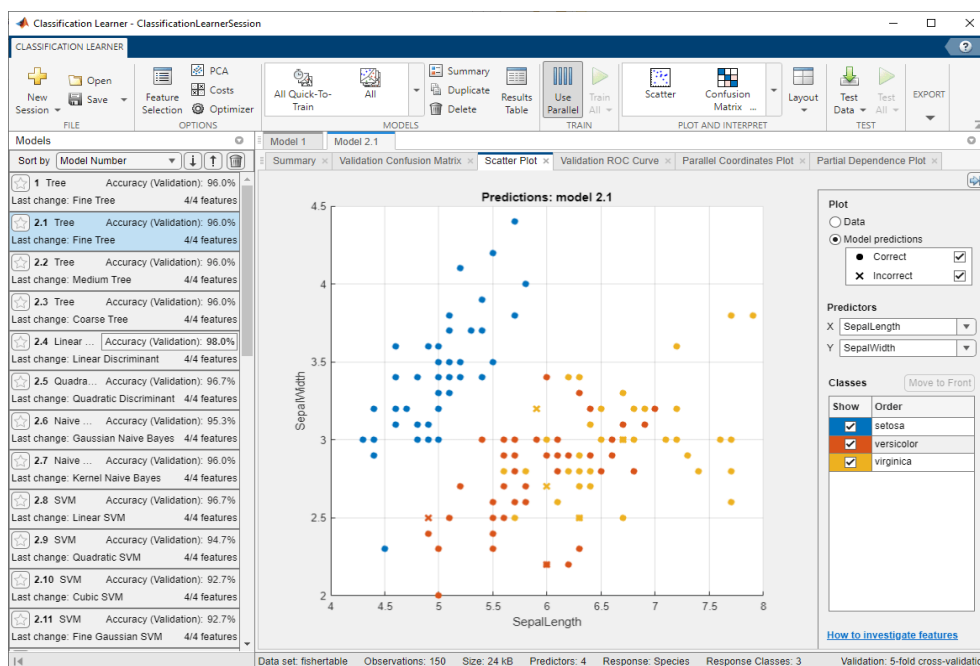 Classification Learner - ClassificationLearnerSession
CLASSIFICATION LEARNER
New Session
Open
Save
FILE
Feature Selection
PCA
Costs
Optimizer
OPTIONS
All Quick-To-Train
All
Summary
Duplicate
Delete
Results Table
MODELS
Use Parallel
Train All
TRAIN
Scatter
Confusion Matrix ...
Layout
PLOT AND INTERPRET
Test Data
Test All
TEST
EXPORT
Models
Sort by Model Number
1 Tree Accuracy (Validation): 96.0%
Last change: Fine Tree 4/4 features
2.1 Tree Accuracy (Validation): 96.0%
Last change: Fine Tree 4/4 features
2.2 Tree Accuracy (Validation): 96.0%
Last change: Medium Tree 4/4 features
2.3 Tree Accuracy (Validation): 96.0%
Last change: Coarse Tree 4/4 features
2.4 Linear ... Accuracy (Validation): 98.0%
Last change: Linear Discriminant 4/4 features
2.5 Quadra... Accuracy (Validation): 96.7%
Last change: Quadratic Discriminant 4/4 features
2.6 Naive ... Accuracy (Validation): 95.3%
Last change: Gaussian Naive Bayes 4/4 features
2.7 Naive ... Accuracy (Validation): 96.0%
Last change: Kernel Naive Bayes 4/4 features
2.8 SVM Accuracy (Validation): 96.7%
Last change: Linear SVM 4/4 features
2.9 SVM Accuracy (Validation): 94.7%
Last change: Quadratic SVM 4/4 features
2.10 SVM Accuracy (Validation): 92.7%
Last change: Cubic SVM 4/4 features
2.11 SVM Accuracy (Validation): 92.7%
Last change: Fine Gaussian SVM 4/4 features
Model 1 Model 2.1
Summary Validation Confusion Matrix Scatter Plot Validation ROC Curve Parallel Coordinates Plot Partial Dependence Plot
Predictions: model 2.1
4.5
4
3.5
3
2.5
2
SepalWidth
4 4.5 5 5.5 6 6.5 7 7.5 8
SepalLength
Plot
Data
Model predictions
Correct
Incorrect
Predictors
X SepalLength
Y SepalWidth
Classes Move to Front
Show Order
setosa
versicolor
virginica
How to investigate features
Data set: fishertable Observations: 150 Size: 24 kB Predictors: 4 Response: Species Response Classes: 3 Validation: 5-fold cross-validatio